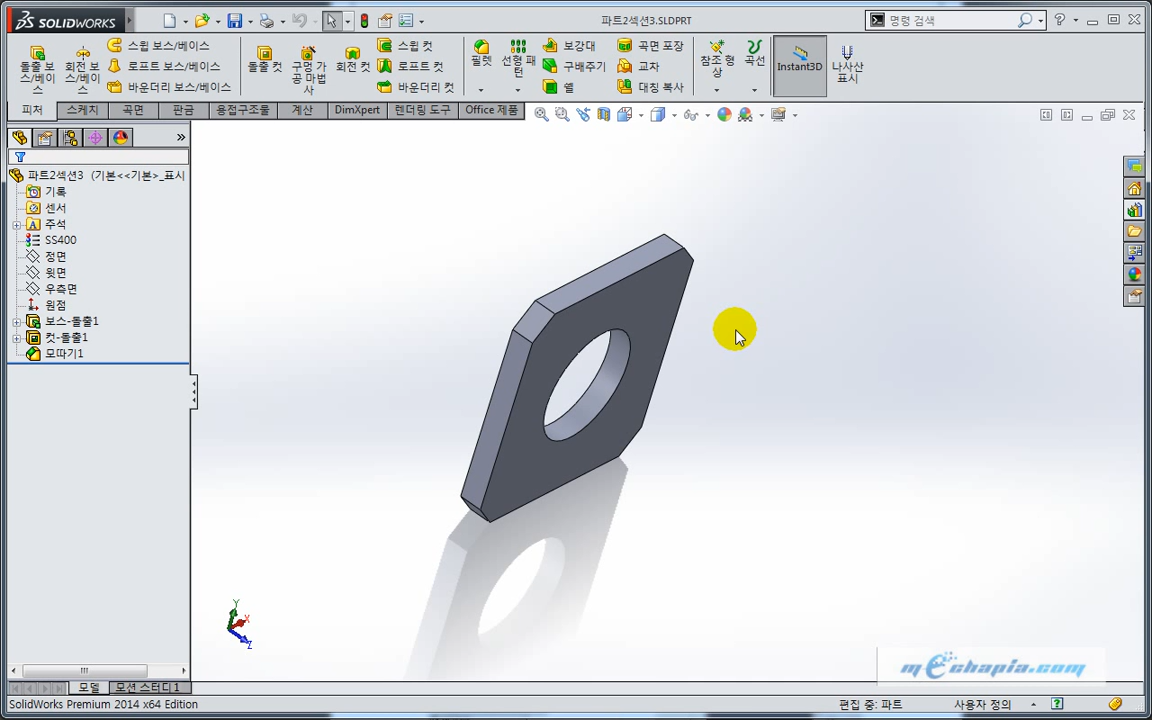 SOLIDWORKS
파트2섹션3.SLDPRT
명령 검색
돌출 보스/베이스
회전 보스/베이스
스윕 보스/베이스
로프트 보스/베이스
바운더리 보스/베이스
돌출 컷
구멍 가공 마법사
회전 컷
스윕 컷
로프트 컷
바운더리 컷
필렛
선형 패턴
보강대
구배주기
쉘
곡면 포장
교차
대칭 복사
참조 형상
곡선
Instant3D
나사산 표시
피처
스케치
곡면
판금
용접구조물
계산
DimXpert
렌더링 도구
Office 제품
파트2섹션3 (기본<<기본>_표시
기록
센서
주석
SS400
정면
윗면
우측면
원점
보스-돌출1
컷-돌출1
모따기1
Y
X
Z
mechapia.com
모델
모션 스터디1
SolidWorks Premium 2014 x64 Edition
편집 중: 파트
사용자 정의